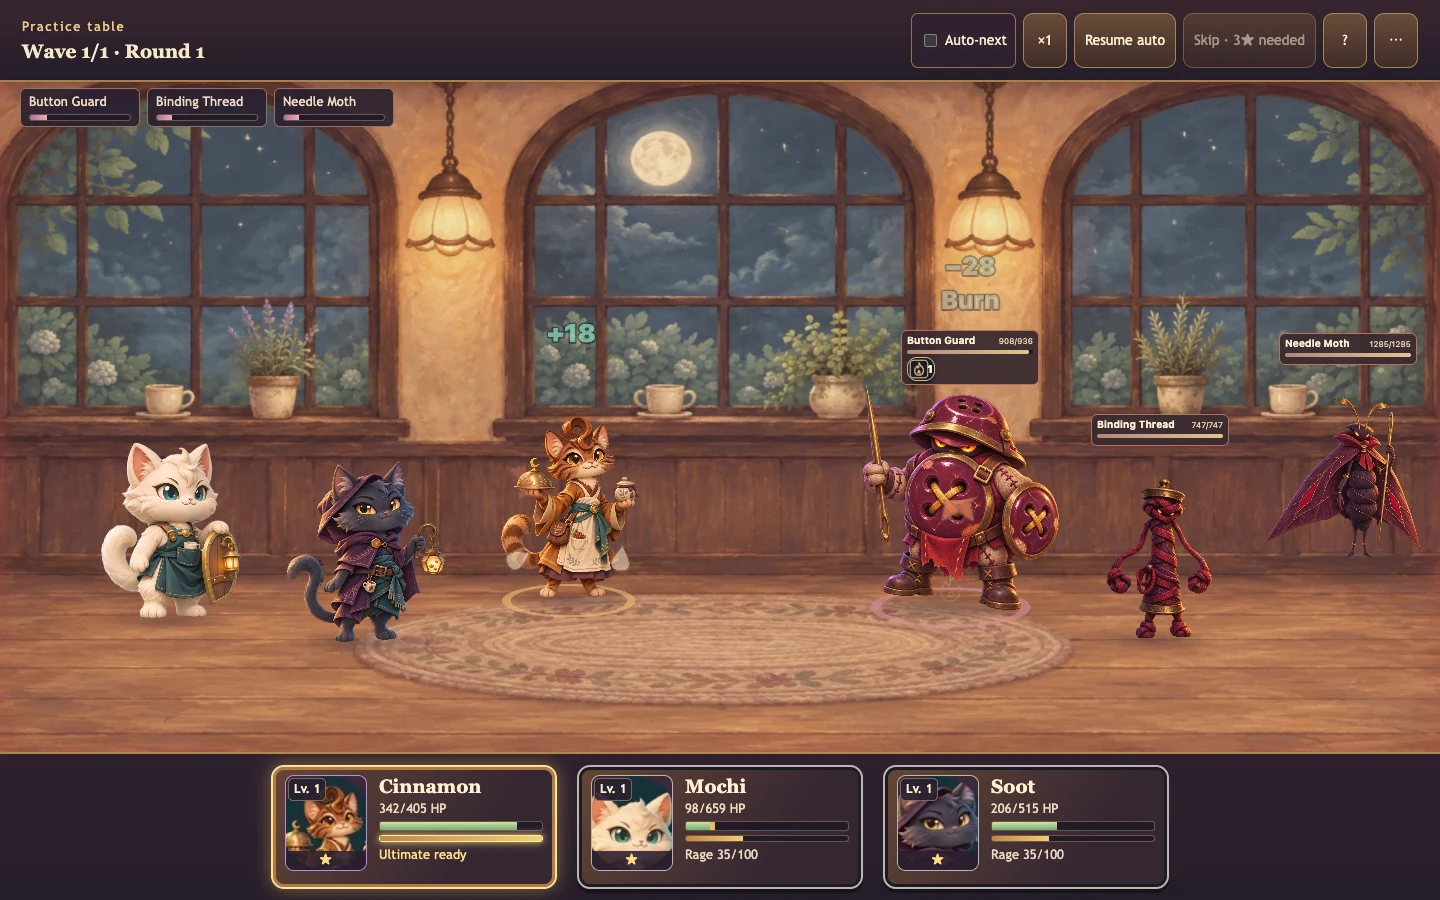 Practice table
Wave 1/1 · Round 1
Auto-next
×1
Resume auto
Skip · 3★ needed
?
...
Button Guard
Binding Thread
Needle Moth
-28
Burn
+18
Button Guard 908/936
1
Needle Moth 1285/1285
Binding Thread 747/747
Lv. 1
Cinnamon
342/405 HP
Ultimate ready
Lv. 1
Mochi
98/659 HP
Rage 35/100
Lv. 1
Soot
206/515 HP
Rage 35/100